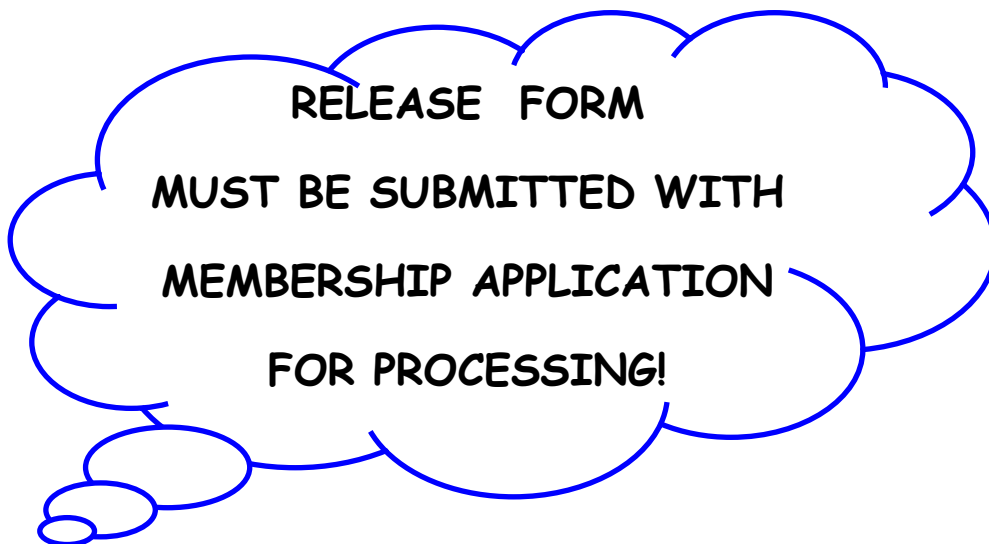 RELEASE FORM
MUST BE SUBMITTED WITH
MEMBERSHIP APPLICATION
FOR PROCESSING!